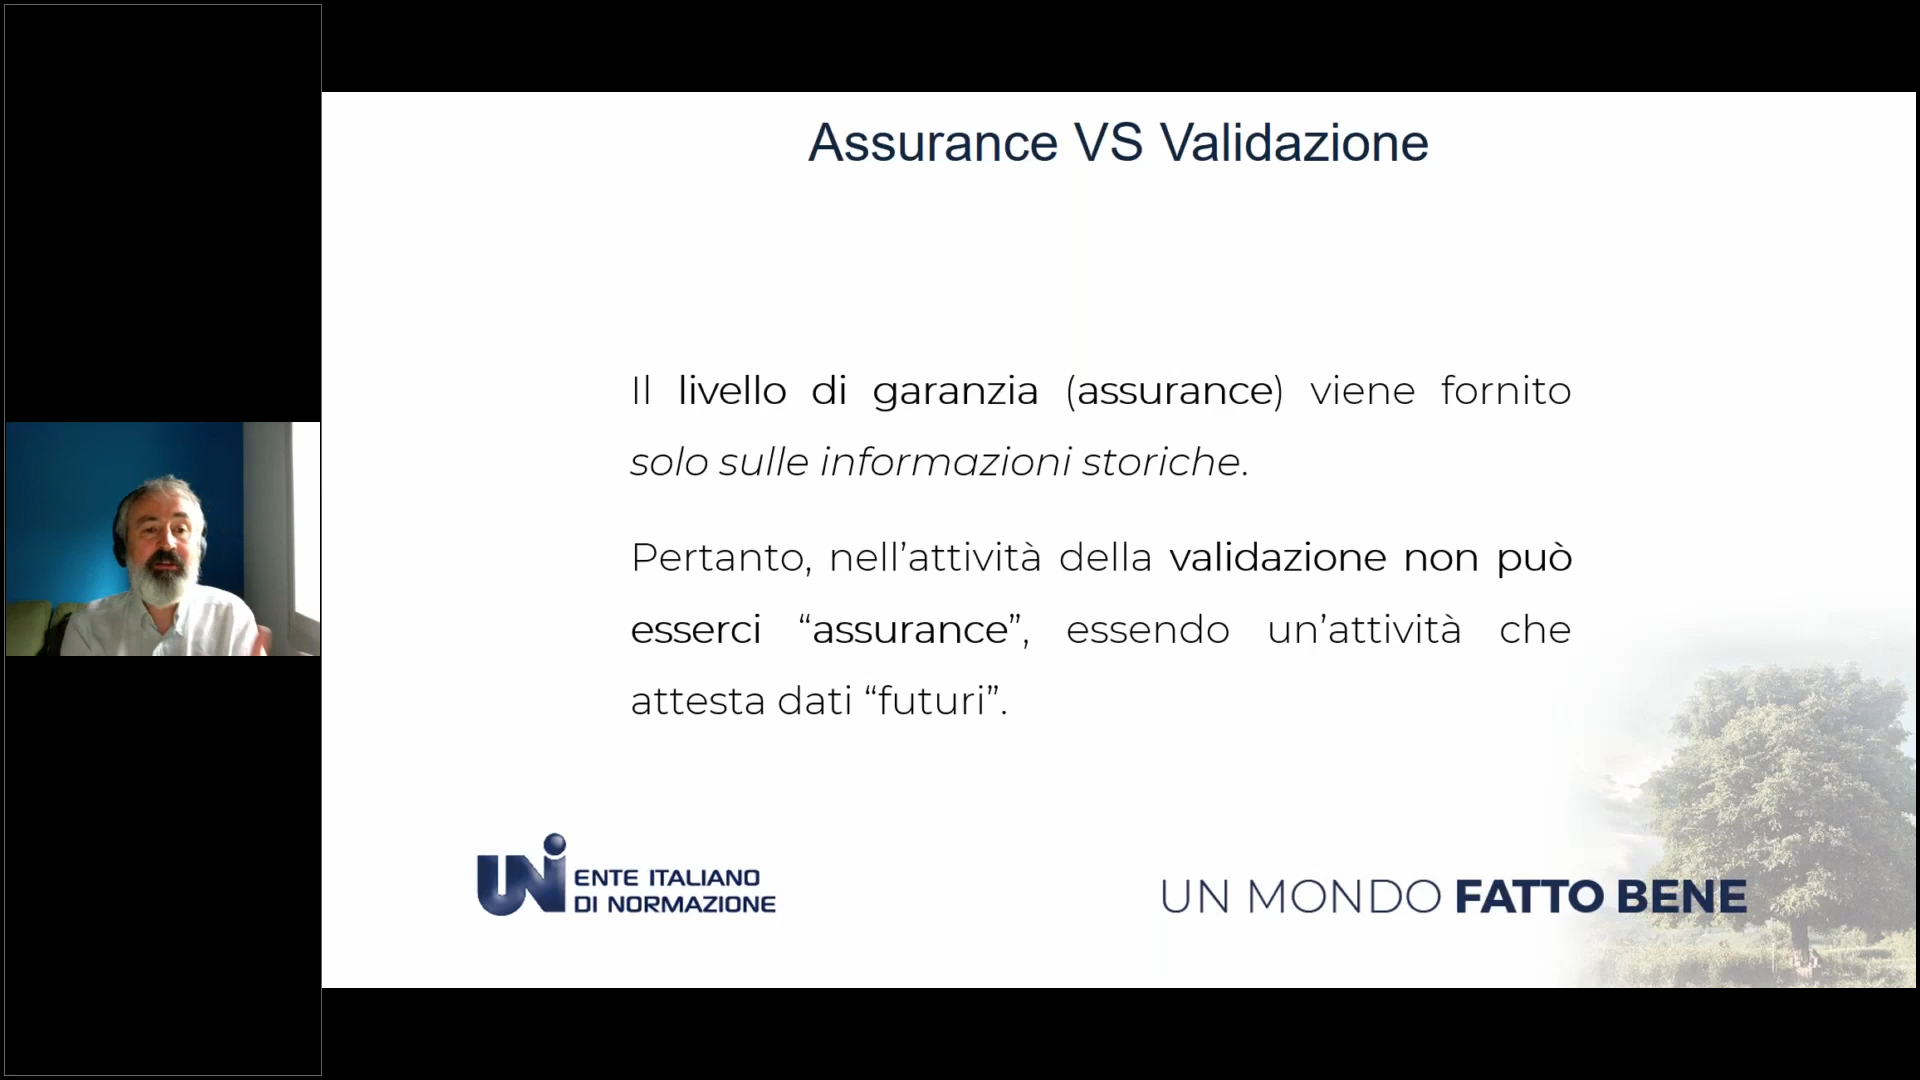 Assurance VS Validazione
Il livello di garanzia (assurance) viene fornito
solo sulle informazioni storiche.
Pertanto, nell’attività della validazione non può
esserci “assurance”, essendo un’attività che
attesta dati “futuri”.
UNI ENTE ITALIANO
DI NORMAZIONE
UN MONDO FATTO BENE